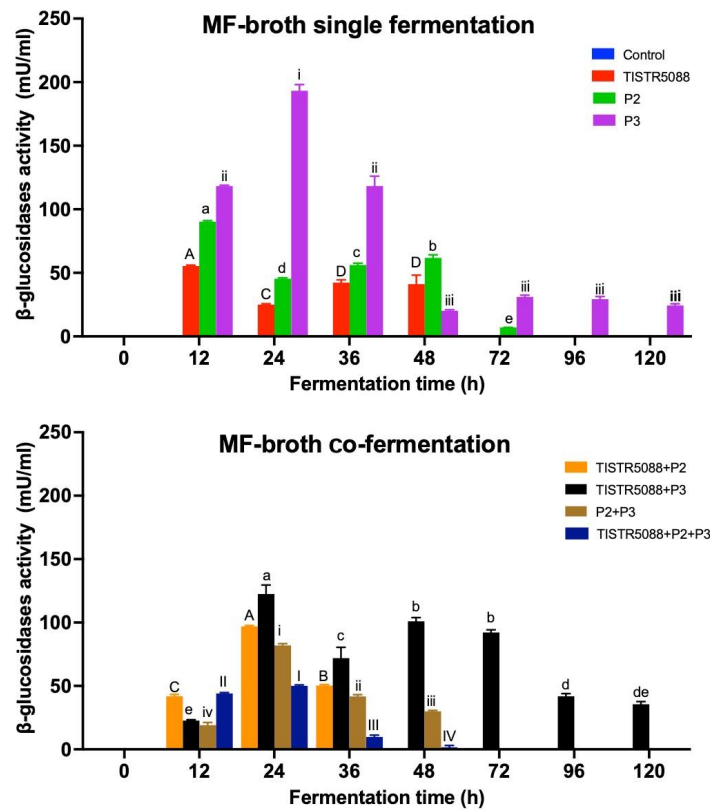 MF-broth single fermentation
β-glucosidases activity (mU/ml)
250
200
150
100
50
0
Control
TISTR5088
P2
P3
A
a
ii
C
d
i
D
c
ii
D
b
iii
e
iii
iii
iii
0 12 24 36 48 72 96 120
Fermentation time (h)
MF-broth co-fermentation
β-glucosidases activity (mU/ml)
250
200
150
100
50
0
TISTR5088+P2
TISTR5088+P3
P2+P3
TISTR5088+P2+P3
C
e
iv
II
A
a
i
I
B
c
ii
III
b
iii
IV
b
d
de
0 12 24 36 48 72 96 120
Fermentation time (h)